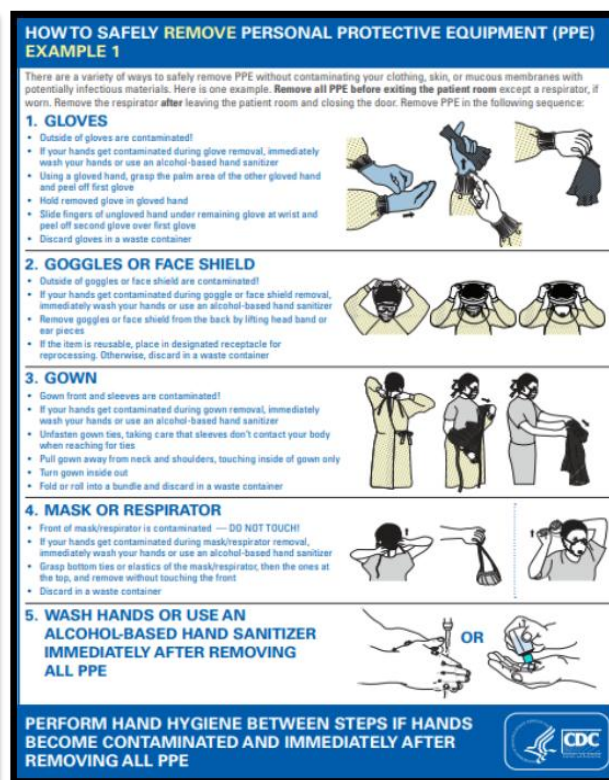 HOW TO SAFELY REMOVE PERSONAL PROTECTIVE EQUIPMENT (PPE)
EXAMPLE 1
There are a variety of ways to safely remove PPE without contaminating your clothing, skin, or mucous membranes with
potentially infectious materials. Here is one example. Remove all PPE before exiting the patient room except a respirator, if
worn. Remove the respirator after leaving the patient room and closing the door. Remove PPE in the following sequence:
1. GLOVES
• Outside of gloves are contaminated!
• If your hands get contaminated during glove removal, immediately
wash your hands or use an alcohol-based hand sanitizer
• Using a gloved hand, grasp the palm area of the other gloved hand
and peel off first glove
• Hold removed glove in gloved hand
• Slide fingers of ungloved hand under remaining glove at wrist and
peel off second glove over first glove
• Discard gloves in a waste container
2. GOGGLES OR FACE SHIELD
• Outside of goggles or face shield are contaminated!
• If your hands get contaminated during goggle or face shield removal,
immediately wash your hands or use an alcohol-based hand sanitizer
• Remove goggles or face shield from the back by lifting head band or
ear pieces
• If the item is reusable, place in designated receptacle for
reprocessing. Otherwise, discard in a waste container
3. GOWN
• Gown front and sleeves are contaminated!
• If your hands get contaminated during gown removal, immediately
wash your hands or use an alcohol-based hand sanitizer
• Unfasten gown ties, taking care that sleeves don't contact your body
when reaching for ties
• Pull gown away from neck and shoulders, touching inside of gown only
• Turn gown inside out
• Fold or roll into a bundle and discard in a waste container
4. MASK OR RESPIRATOR
• Front of mask/respirator is contaminated — DO NOT TOUCH!
• If your hands get contaminated during mask/respirator removal,
immediately wash your hands or use an alcohol-based hand sanitizer
• Grasp bottom ties or elastics of the mask/respirator, then the ones at
the top, and remove without touching the front
• Discard in a waste container
5. WASH HANDS OR USE AN
ALCOHOL-BASED HAND SANITIZER
IMMEDIATELY AFTER REMOVING
ALL PPE
OR
PERFORM HAND HYGIENE BETWEEN STEPS IF HANDS
BECOME CONTAMINATED AND IMMEDIATELY AFTER
REMOVING ALL PPE
CDC